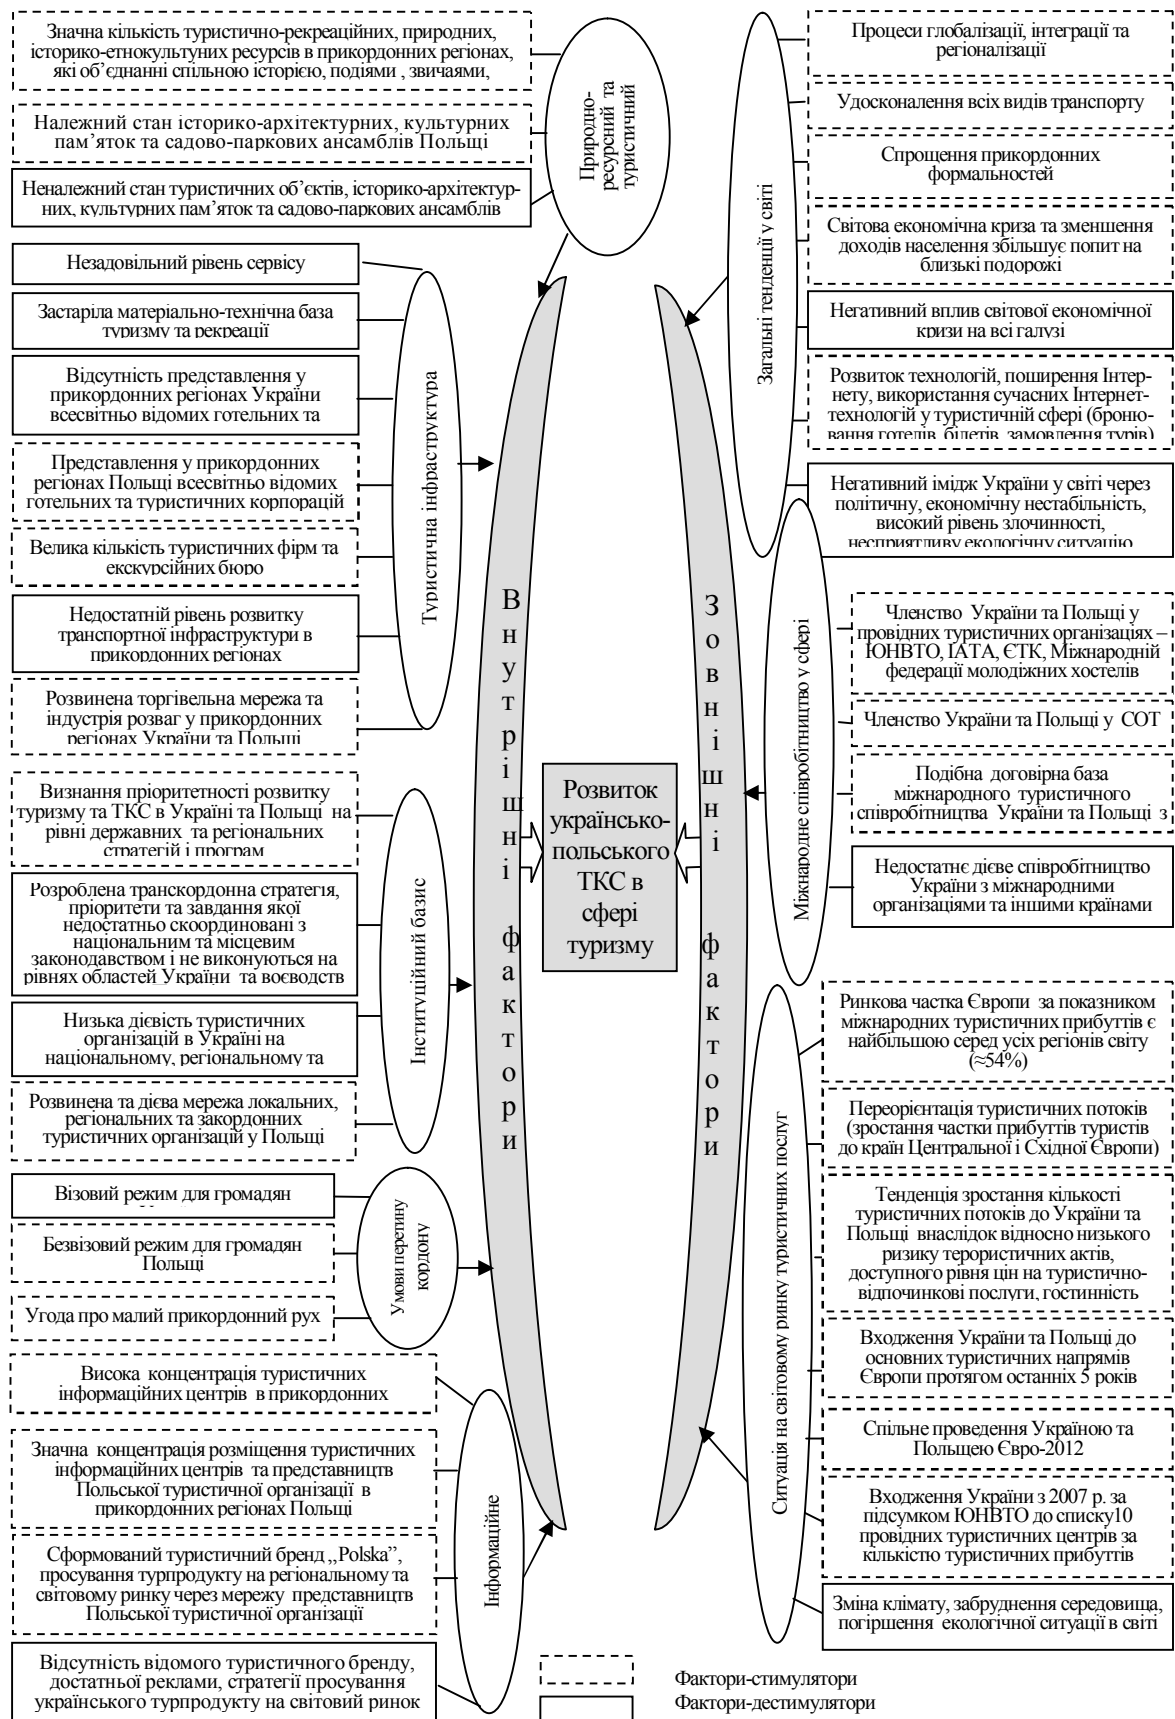 Значна кількість туристично-рекреаційних, природних,
історико-етнокультуних ресурсів в прикордонних регіонах,
які об’єднанні спільною історією, подіями , звичаями,
Належний стан історико-архітектурних, культурних
пам’яток та садово-паркових ансамблів Польщі
Неналежний стан туристичних об’єктів, історико-архітектур-
них, культурних пам’яток та садово-паркових ансамблів
Природно-
ресурсний та
туристичний
Незадовільний рівень сервісу
Застаріла матеріально-технічна база
туризму та рекреації
Відсутність представлення у
прикордонних регіонах України
всесвітньо відомих готельних та
Представлення у прикордонних
регіонах Польщі всесвітньо відомих
готельних та туристичних корпорацій
Велика кількість туристичних фірм та
екскурсійних бюро
Недостатній рівень розвитку
транспортної інфраструктури в
прикордонних регіонах
Розвинена торгівельна мережа та
індустрія розваг у прикордонних
регіонах України та Польщі
Туристична інфраструктура
Визнання пріоритетності розвитку
туризму та ТКС в Україні та Польщі на
рівні державних та регіональних
стратегій і програм
Розроблена транскордонна стратегія,
пріоритети та завдання якої
недостатньо скоординовані з
національним та місцевим
законодавством і не виконуються на
рівнях областей України та воєводств
Низька дієвість туристичних
організацій в Україні на
національному, регіональному та
Розвинена та дієва мережа локальних,
регіональних та закордонних
туристичних організацій у Польщі
Інституційний базис
Візовий режим для громадян
Безвізовий режим для громадян
Польщі
Угода про малий прикордонний рух
Умови перетину
кордону
Висока концентрація туристичних
інформаційних центрів в прикордонних
Значна концентрація розміщення туристичних
інформаційних центрів та представництв
Польської туристичної організації в
прикордонних регіонах Польщі
Сформований туристичний бренд „Polska”,
просування турпродукту на регіональному та
світовому ринку через мережу представництв
Польської туристичної організації
Відсутність відомого туристичного бренду,
достатньої реклами, стратегії просування
українського турпродукту на світовий ринок
Інформаційне
Внутрішні фактори
Розвиток
українсько-
польського
ТКС в
сфері
туризму
Зовнішні фактори
Загальні тенденції у світі
Процеси глобалізації, інтеграції та
регіоналізації
Удосконалення всіх видів транспорту
Спрощення прикордонних
формальностей
Світова економічна криза та зменшення
доходів населення збільшує попит на
близькі подорожі
Негативний вплив світової економічної
кризи на всі галузі
Розвиток технологій, поширення Інтер-
нету, використання сучасних Інтернет-
технологій у туристичній сфері (броню-
вання готелів, білетів, замовлення турів)
Негативний імідж України у світі через
політичну, економічну нестабільність,
високий рівень злочинності,
несприятливу екологічну ситуацію
Міжнародне співробітництво у сфері
Членство України та Польщі у
провідних туристичних організаціях –
ЮНВТО, ІАТА, ЄТК, Міжнародній
федерації молодіжних хостелів
Членство України та Польщі у СОТ
Подібна договірна база
міжнародного туристичного
співробітництва України та Польщі з
Недостатнє дієве співробітництво
України з міжнародними
організаціями та іншими країнами
Ситуація на світовому ринку туристичних послуг
Ринкова частка Європи за показником
міжнародних туристичних прибуттів є
найбільшою серед усіх регіонів світу
(≈54%)
Переорієнтація туристичних потоків
(зростання частки прибуттів туристів
до країн Центральної і Східної Європи)
Тенденція зростання кількості
туристичних потоків до України та
Польщі внаслідок відносно низького
ризику терористичних актів,
доступного рівня цін на туристично-
відпочинкові послуги, гостинність
Входження України та Польщі до
основних туристичних напрямів
Європи протягом останніх 5 років
Спільне проведення Україною та
Польщею Євро-2012
Входження України з 2007 р. за
підсумком ЮНВТО до списку10
провідних туристичних центрів за
кількістю туристичних прибуттів
Зміна клімату, забруднення середовища,
погіршення екологічної ситуації в світі
Фактори-стимулятори
Фактори-дестимулятори